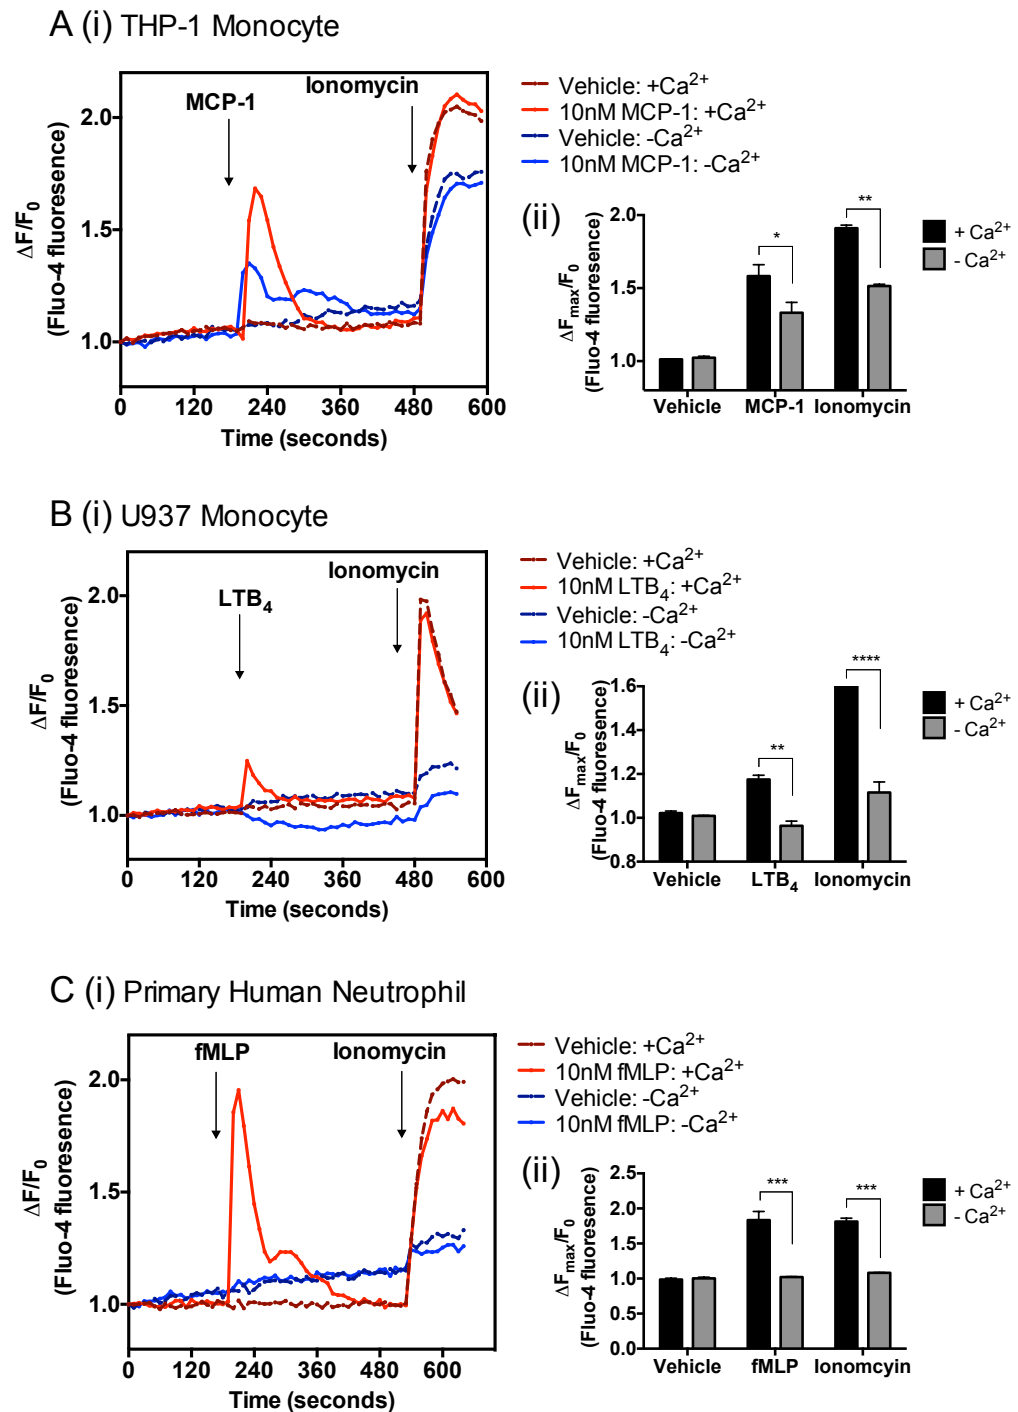 A (i) THP-1 Monocyte
MCP-1
Ionomycin
2.0
1.5
1.0
ΔF/F₀
(Fluo-4 fluoresence)
0 120 240 360 480 600
Time (seconds)
Vehicle: +Ca²⁺
10nM MCP-1: +Ca²⁺
Vehicle: -Ca²⁺
10nM MCP-1: -Ca²⁺
(ii)
2.0
1.5
1.0
ΔFmax/F₀
(Fluo-4 fluoresence)
*
**
Vehicle MCP-1 Ionomycin
+ Ca²⁺
- Ca²⁺
B (i) U937 Monocyte
LTB₄
Ionomycin
2.0
1.5
1.0
ΔF/F₀
(Fluo-4 fluoresence)
0 120 240 360 480 600
Time (seconds)
Vehicle: +Ca²⁺
10nM LTB₄: +Ca²⁺
Vehicle: -Ca²⁺
10nM LTB₄: -Ca²⁺
(ii)
1.6
1.4
1.2
1.0
0.8
ΔFmax/F₀
(Fluo-4 fluoresence)
**
****
Vehicle LTB₄ Ionomycin
+ Ca²⁺
- Ca²⁺
C (i) Primary Human Neutrophil
fMLP
Ionomycin
2.0
1.5
1.0
ΔF/F₀
(Fluo-4 fluoresence)
0 120 240 360 480 600
Time (seconds)
Vehicle: +Ca²⁺
10nM fMLP: +Ca²⁺
Vehicle: -Ca²⁺
10nM fMLP: -Ca²⁺
(ii)
2.5
2.0
1.5
1.0
0.5
0.0
ΔFmax/F₀
(Fluo-4 fluoresence)
***
***
Vehicle fMLP Ionomcyin
+ Ca²⁺
- Ca²⁺